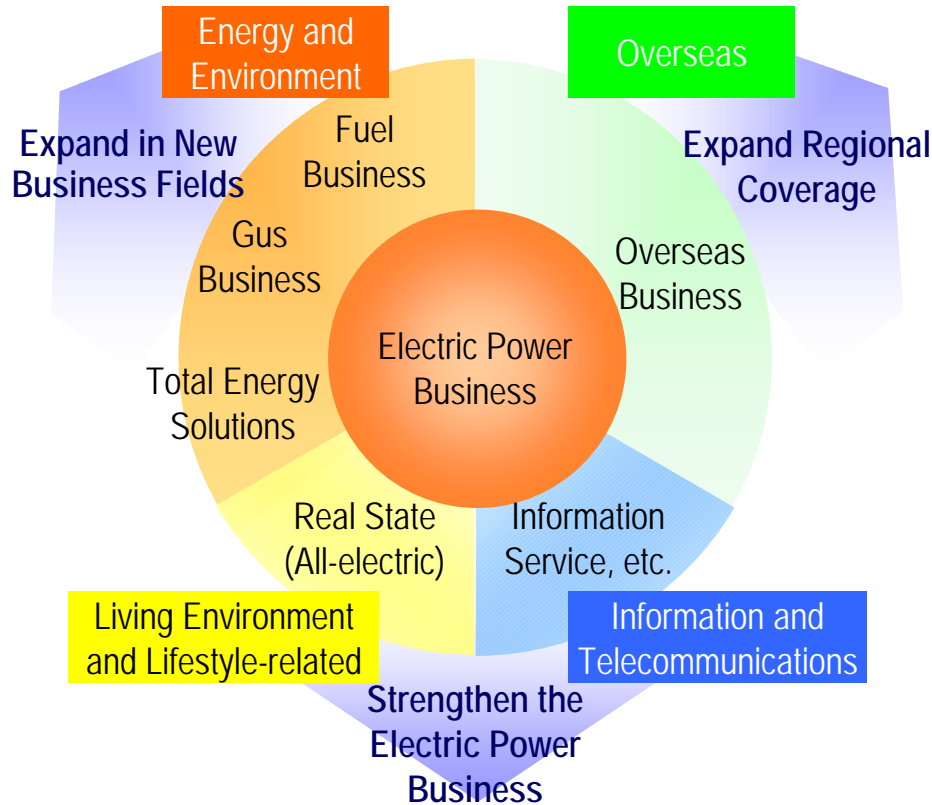 Energy and
Environment
Overseas
Expand in New
Business Fields
Fuel
Business
Expand Regional
Coverage
Gus
Business
Overseas
Business
Electric Power
Business
Total Energy
Solutions
Real State
(All-electric)
Information
Service, etc.
Living Environment
and Lifestyle-related
Information and
Telecommunications
Strengthen the
Electric Power
Business